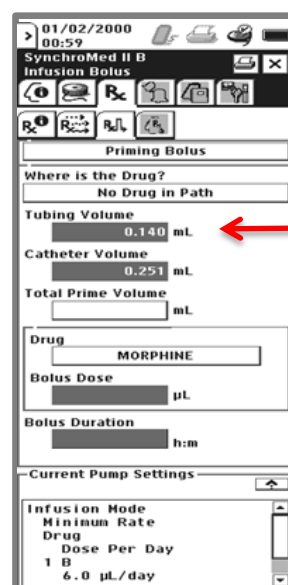 01/02/2000
00:59
SynchroMed II B
Infusion Bolus
Priming Bolus
Where is the Drug?
No Drug in Path
Tubing Volume
0.140 mL
Catheter Volume
0.251 mL
Total Prime Volume
mL
Drug
MORPHINE
Bolus Dose
µL
Bolus Duration
h:m
Current Pump Settings
Infusion Mode
Minimum Rate
Drug
Dose Per Day
1 B
6.0 µL/day